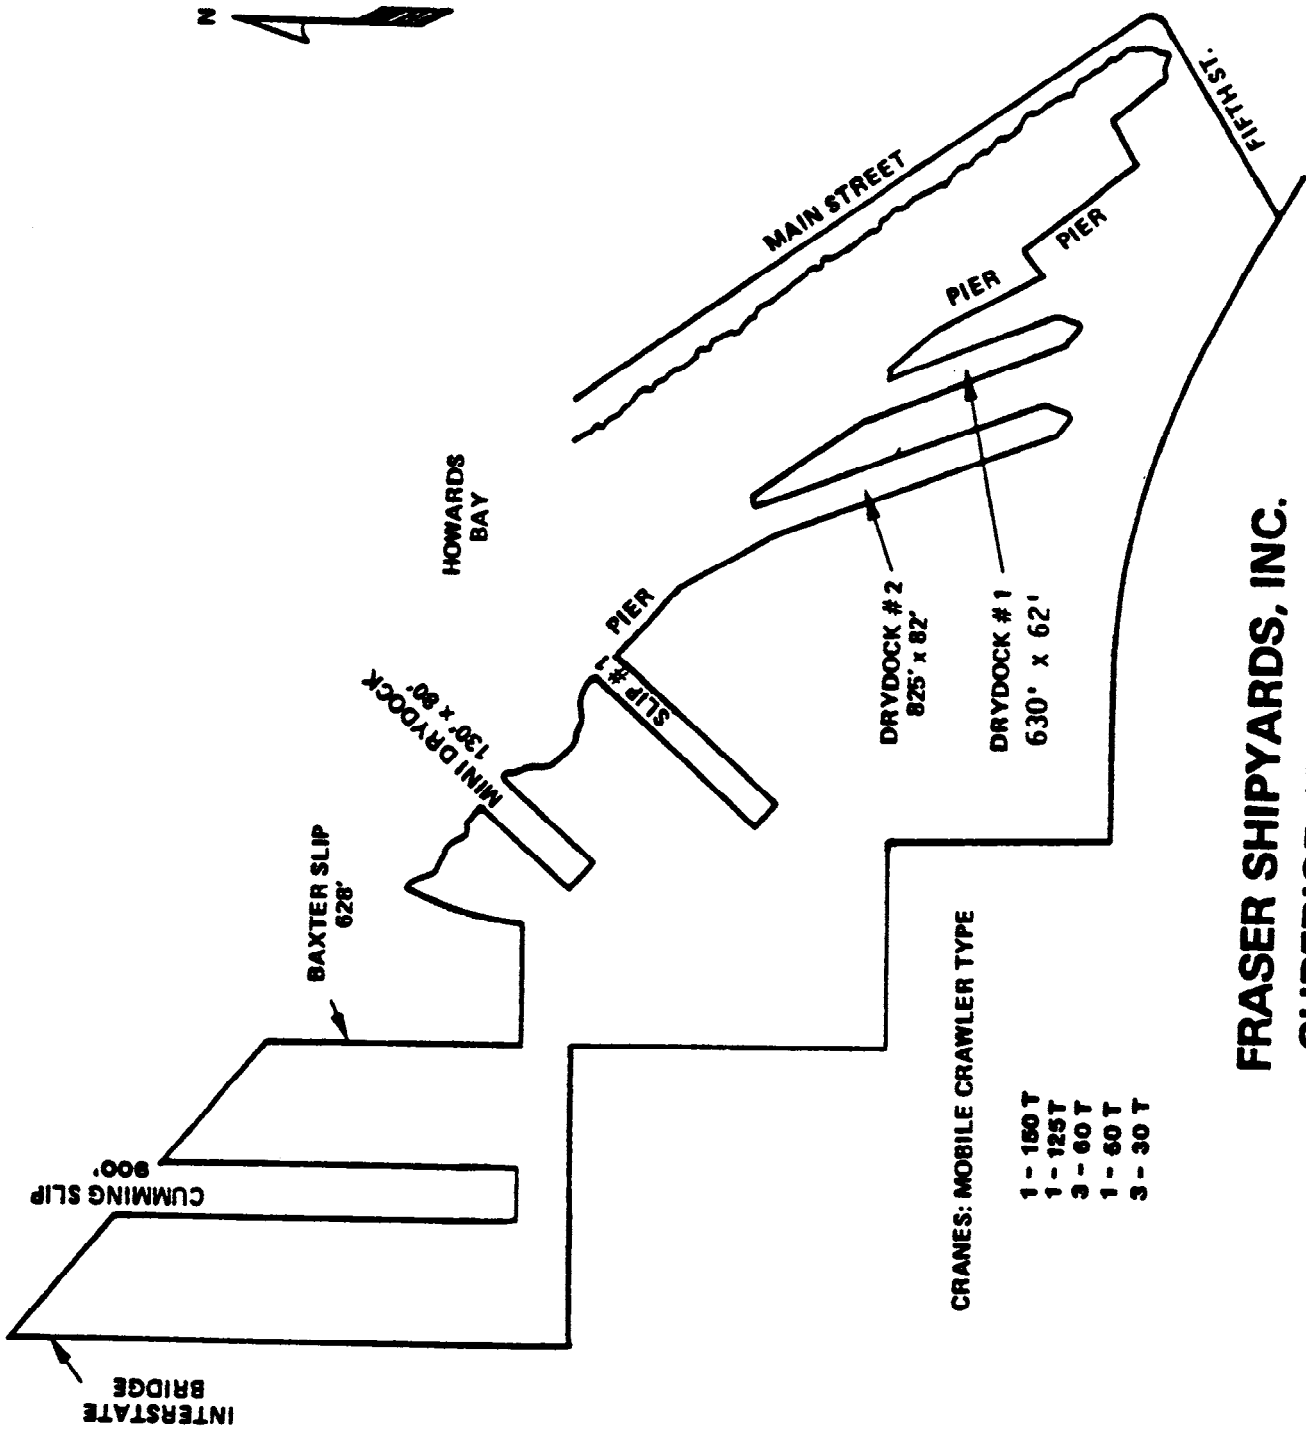 N
INTERSTATE
BRIDGE
CUMMING SLIP
900'
BAXTER SLIP
628'
MINI DRYDOCK
130' x 80'
SLIP # 1
PIER
HOWARDS
BAY
MAIN STREET
PIER
PIER
FIFTH ST.
DRYDOCK # 2
825' x 82'
DRYDOCK # 1
630' x 62'
CRANES: MOBILE CRAWLER TYPE
1 - 150 T
1 - 125T
3 - 60 T
1 - 50 T
3 - 30 T
FRASER SHIPYARDS, INC.